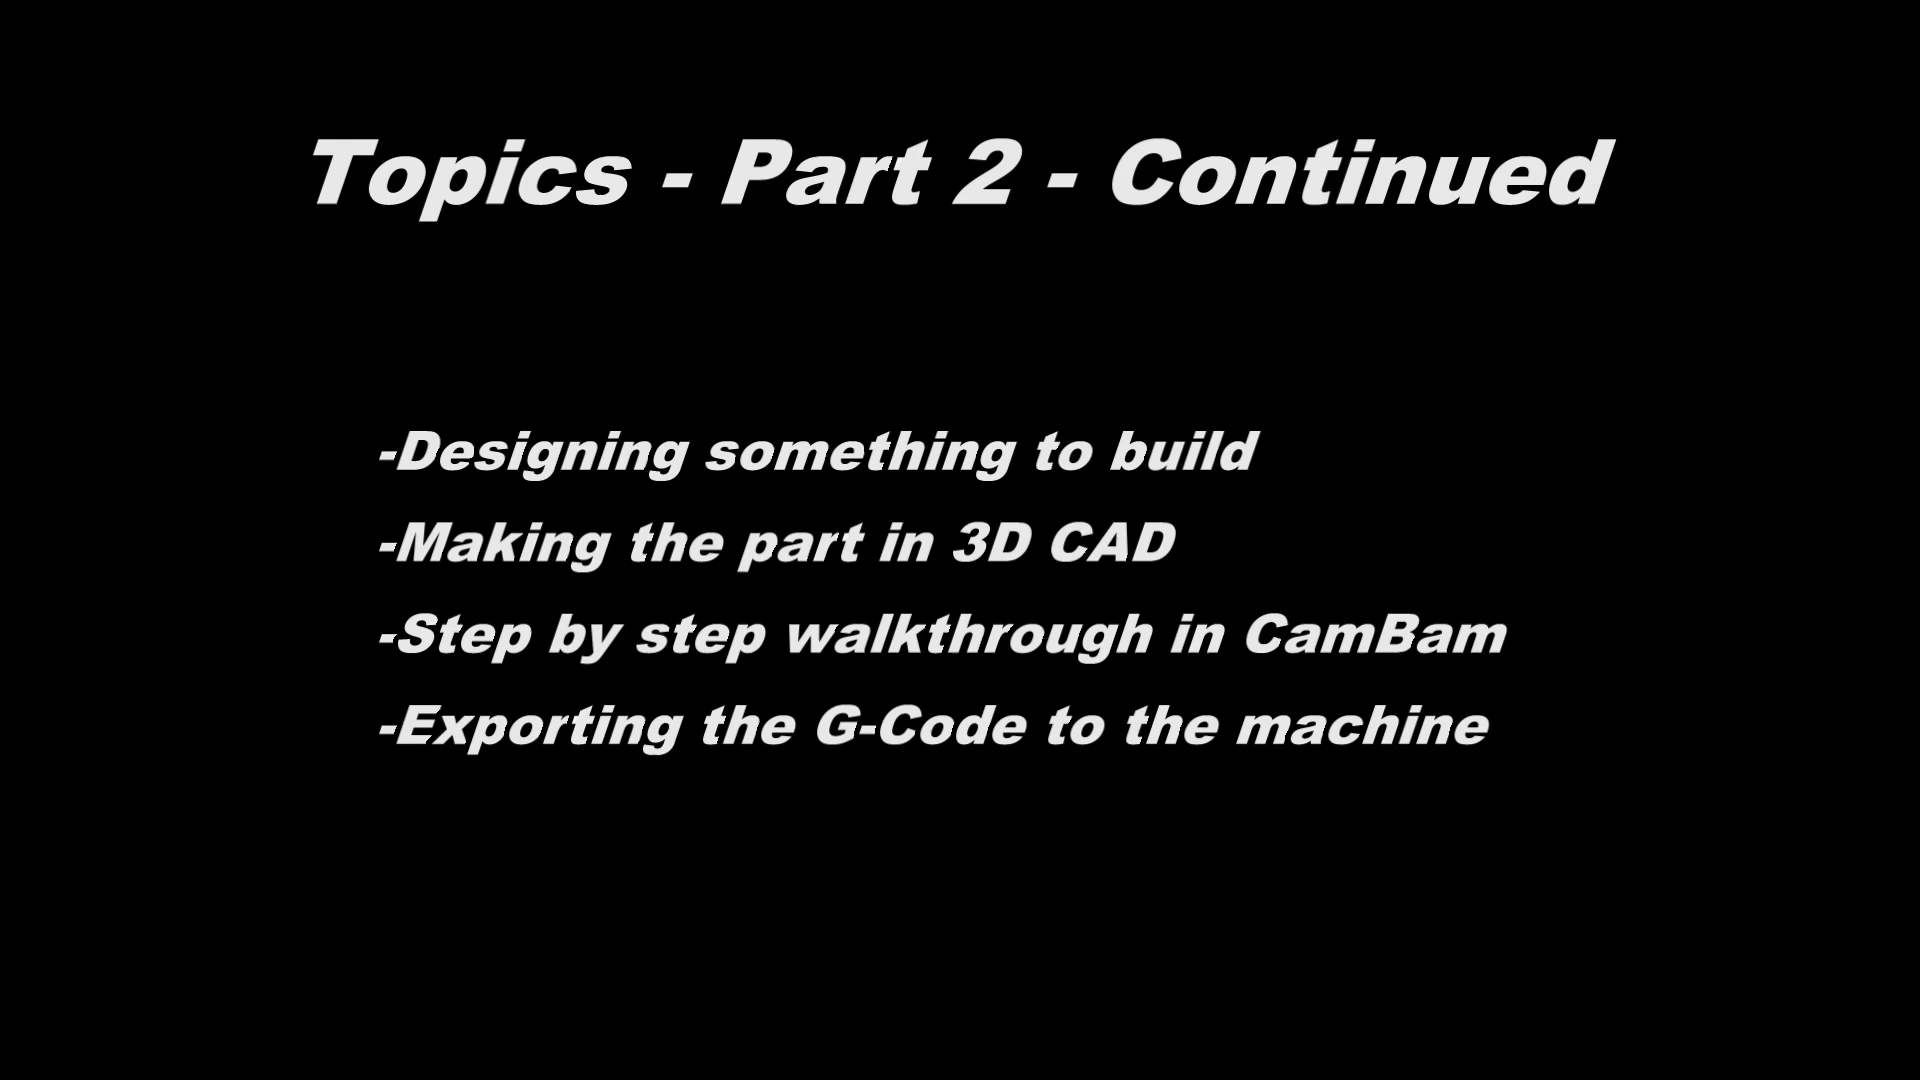 Topics - Part 2 - Continued
-Designing something to build
-Making the part in 3D CAD
-Step by step walkthrough in CamBam
-Exporting the G-Code to the machine